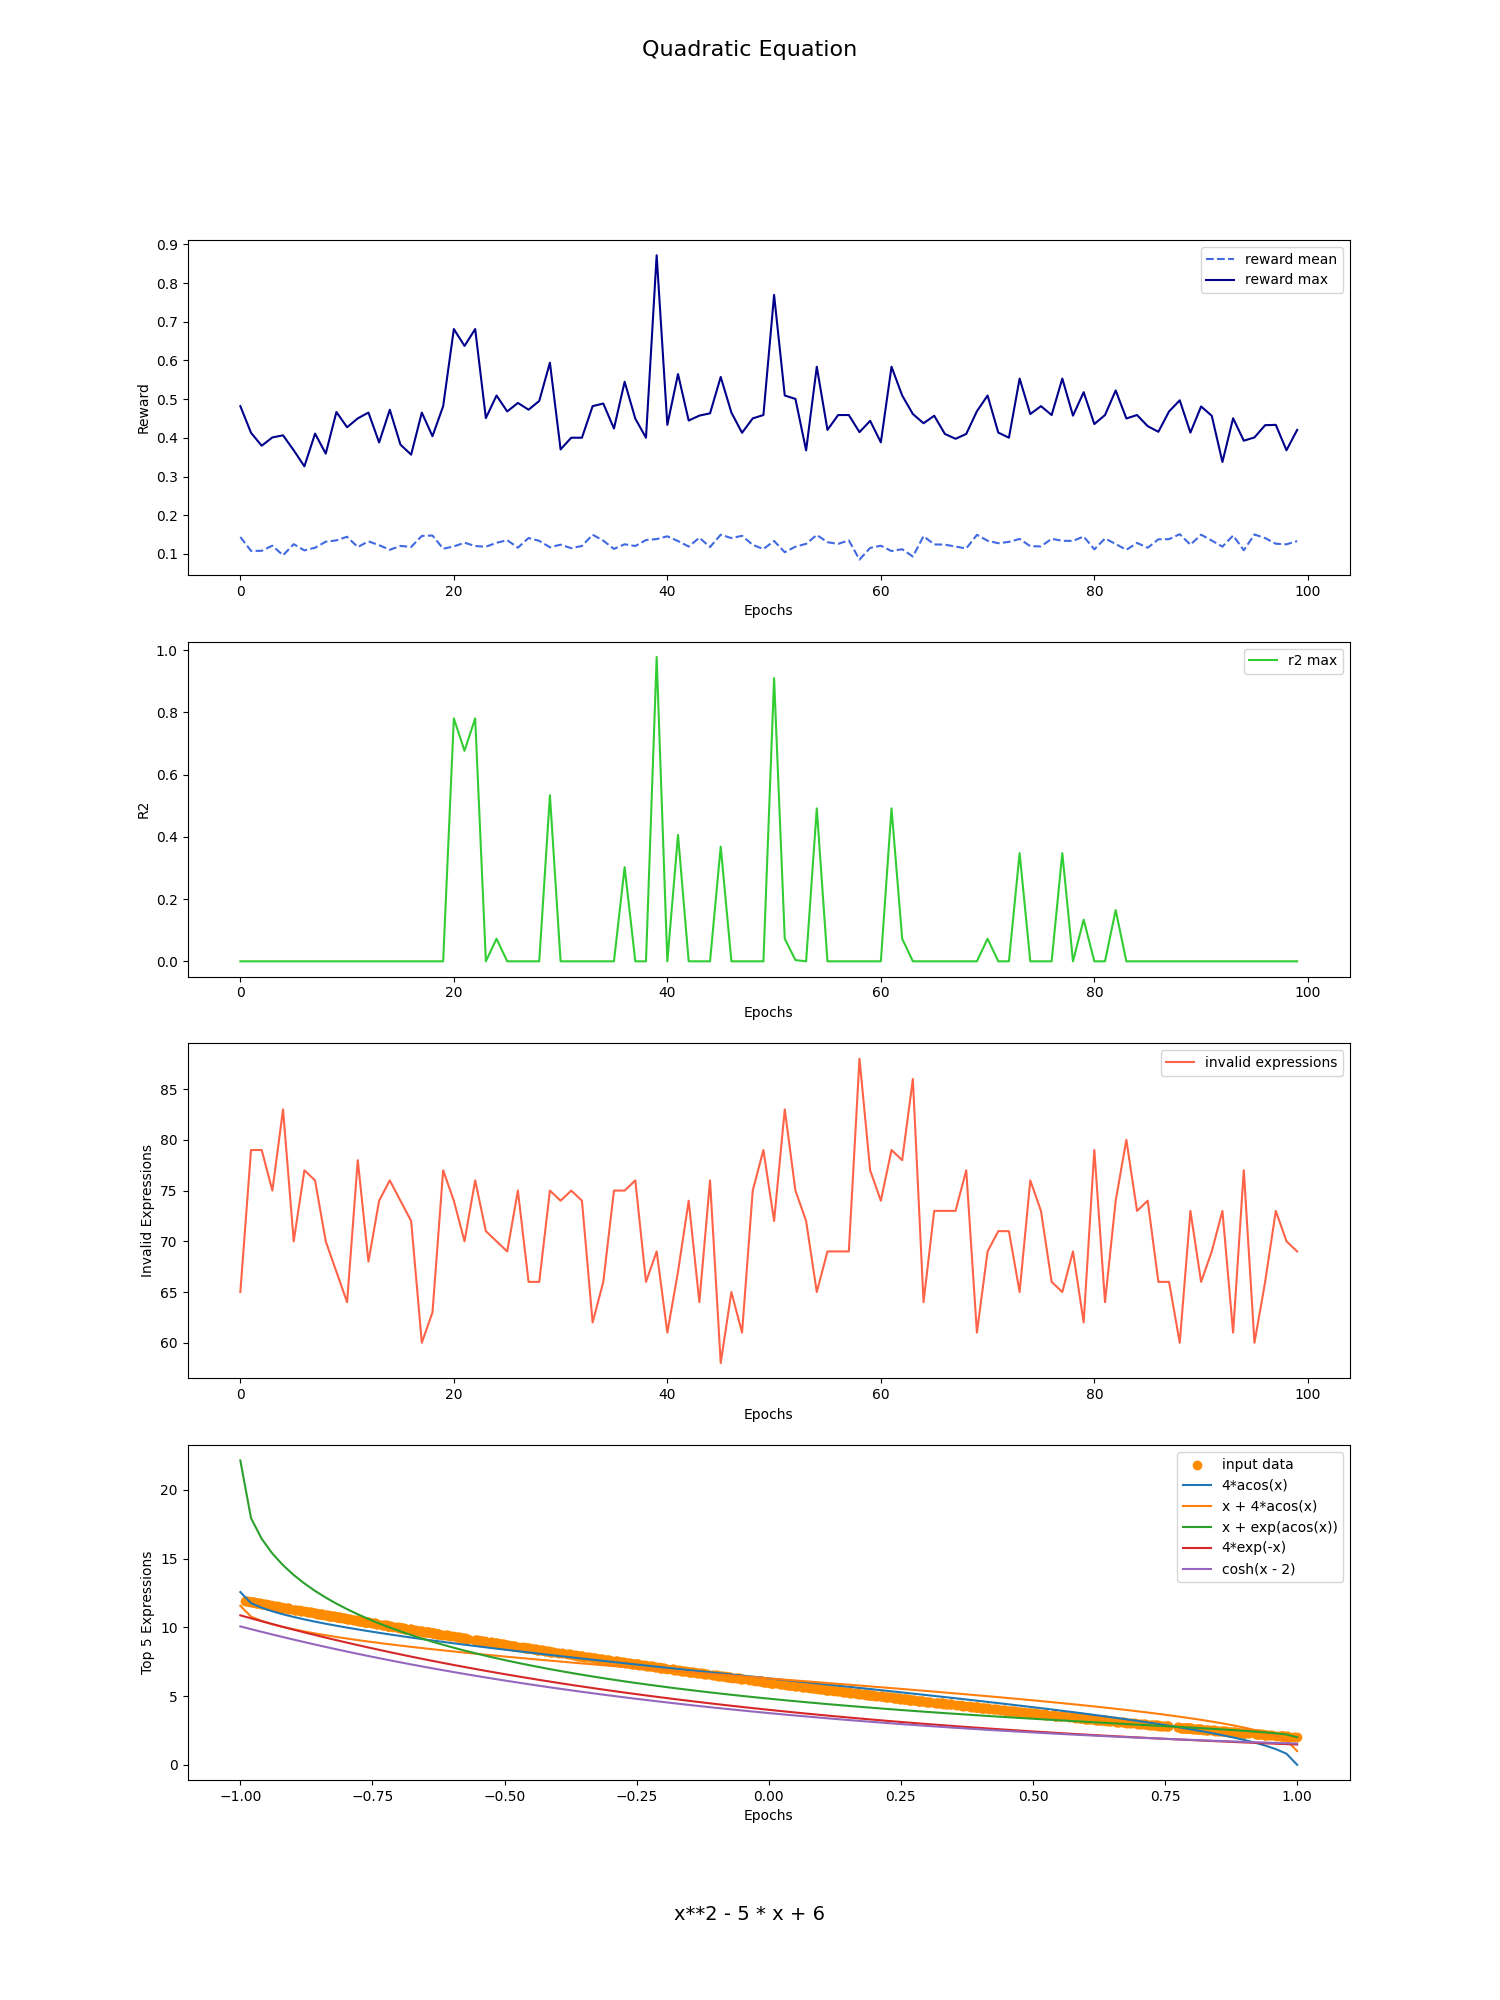 Quadratic Equation
0.9
0.8
0.7
0.6
0.5
0.4
0.3
0.2
0.1
Reward
reward mean
reward max
0 20 40 60 80 100
Epochs
1.0
0.8
0.6
0.4
0.2
0.0
R2
r2 max
0 20 40 60 80 100
Epochs
85
80
75
70
65
60
Invalid Expressions
invalid expressions
0 20 40 60 80 100
Epochs
20
15
10
5
0
Top 5 Expressions
input data
4*acos(x)
x + 4*acos(x)
x + exp(acos(x))
4*exp(-x)
cosh(x - 2)
−1.00 −0.75 −0.50 −0.25 0.00 0.25 0.50 0.75 1.00
Epochs
x**2 - 5 * x + 6